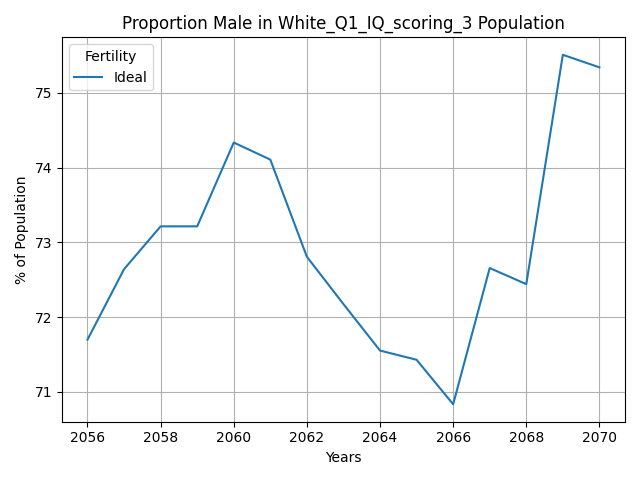 Proportion Male in White_Q1_IQ_scoring_3 Population
Fertility
Ideal
% of Population
75
74
73
72
71
2056 2058 2060 2062 2064 2066 2068 2070
Years